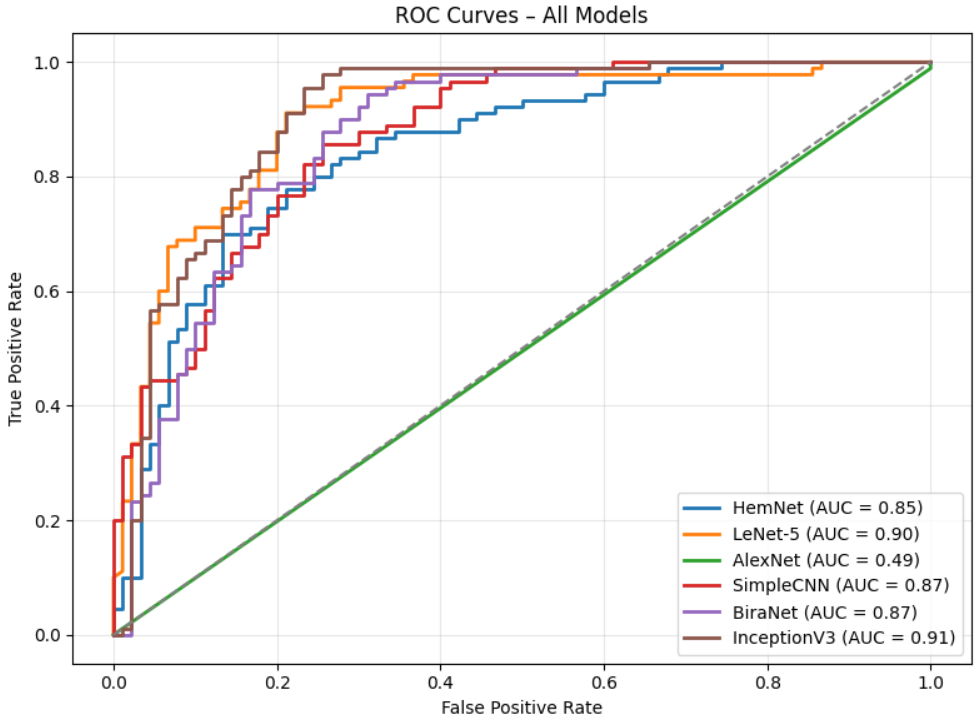 ROC Curves – All Models
True Positive Rate
1.0
0.8
0.6
0.4
0.2
0.0
HemNet (AUC = 0.85)
LeNet-5 (AUC = 0.90)
AlexNet (AUC = 0.49)
SimpleCNN (AUC = 0.87)
BiraNet (AUC = 0.87)
InceptionV3 (AUC = 0.91)
0.0 0.2 0.4 0.6 0.8 1.0
False Positive Rate